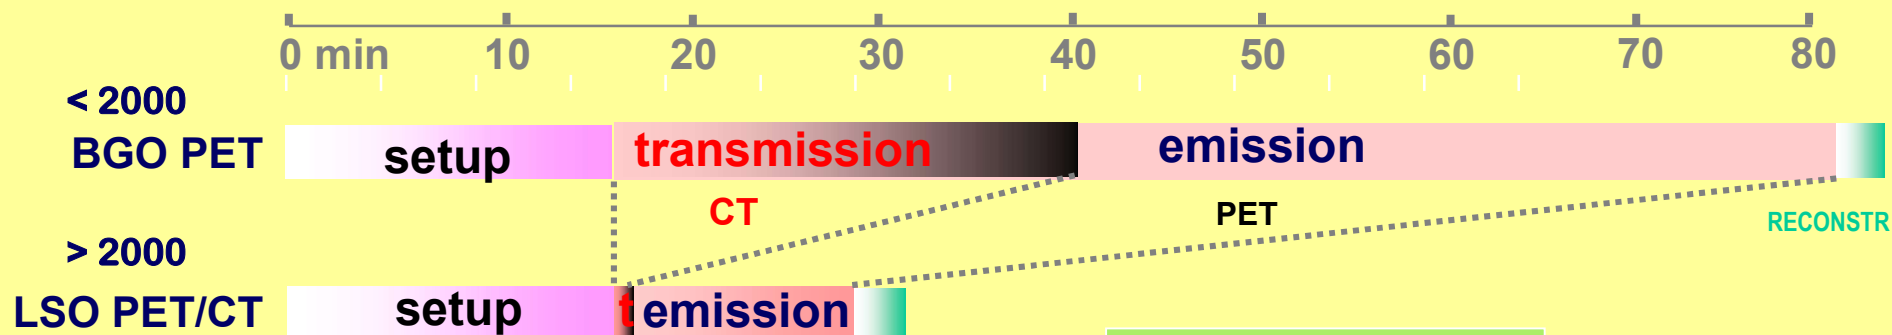 0 min 10 20 30 40 50 60 70 80
< 2000
BGO PET setup transmission emission
CT PET RECONSTR
> 2000
LSO PET/CT setup t emission